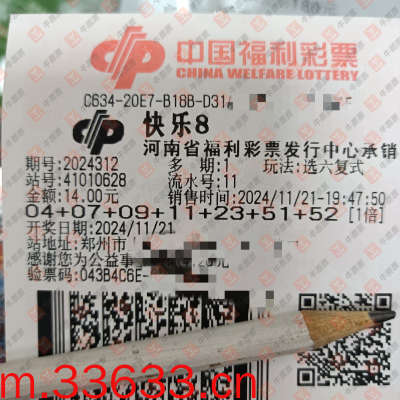 中国福利彩票
CHINA WELFARE LOTTERY
C634-20E7-B16B-D31
快乐8
河南省福利彩票发行中心承销
期号:2024312 多期:1 玩法:选六复式
站号:41010628 流水号:11
金额:14.00元 销售时间:2024/11/21-19:47:50
04+07+09+11+23+51+52 [1倍]
开奖日期:2024/11/21
站地址:郑州市
感谢您为公益事 .20元
验票码:043B4C6E-
m.33633.cn